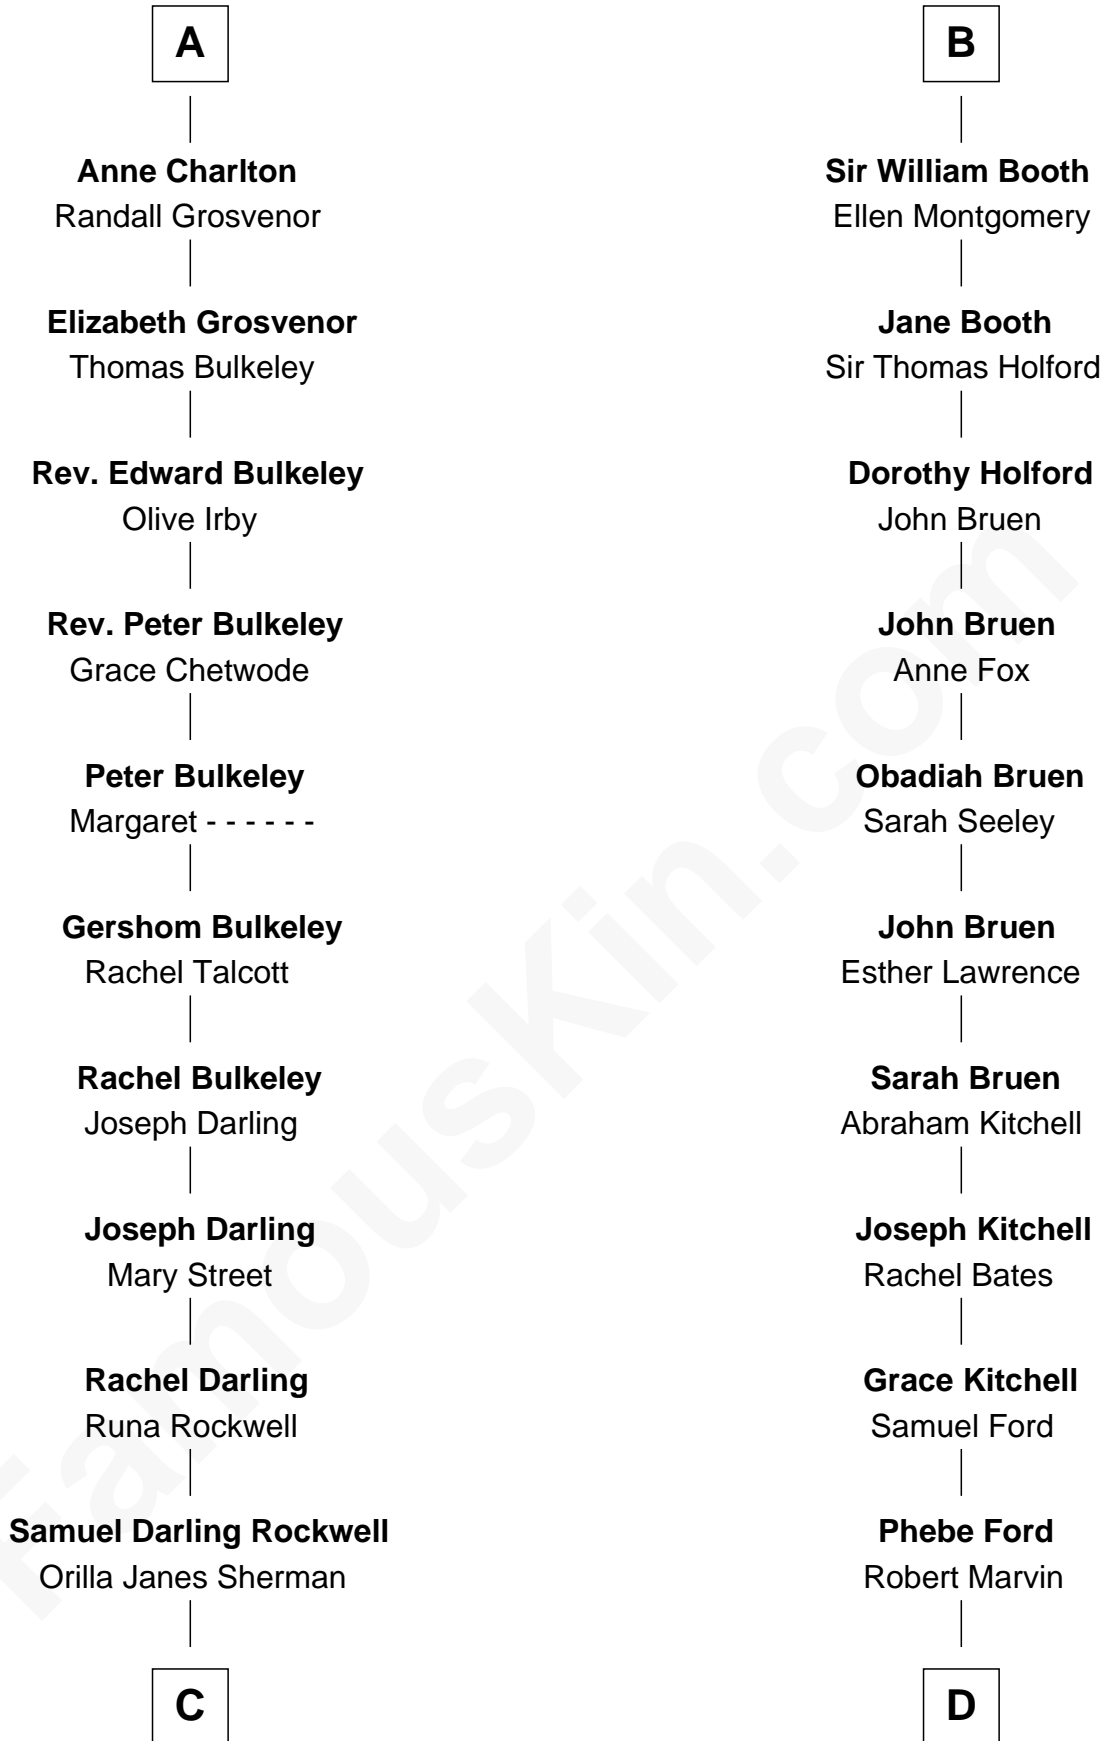 A
Anne Charlton
Randall Grosvenor
Elizabeth Grosvenor
Thomas Bulkeley
Rev. Edward Bulkeley
Olive Irby
Rev. Peter Bulkeley
Grace Chetwode
Peter Bulkeley
Margaret - - - - - -
Gershom Bulkeley
Rachel Talcott
Rachel Bulkeley
Joseph Darling
Joseph Darling
Mary Street
Rachel Darling
Runa Rockwell
Samuel Darling Rockwell
Orilla Janes Sherman
C
B
Sir William Booth
Ellen Montgomery
Jane Booth
Sir Thomas Holford
Dorothy Holford
John Bruen
John Bruen
Anne Fox
Obadiah Bruen
Sarah Seeley
John Bruen
Esther Lawrence
Sarah Bruen
Abraham Kitchell
Joseph Kitchell
Rachel Bates
Grace Kitchell
Samuel Ford
Phebe Ford
Robert Marvin
D
FamousKin.com